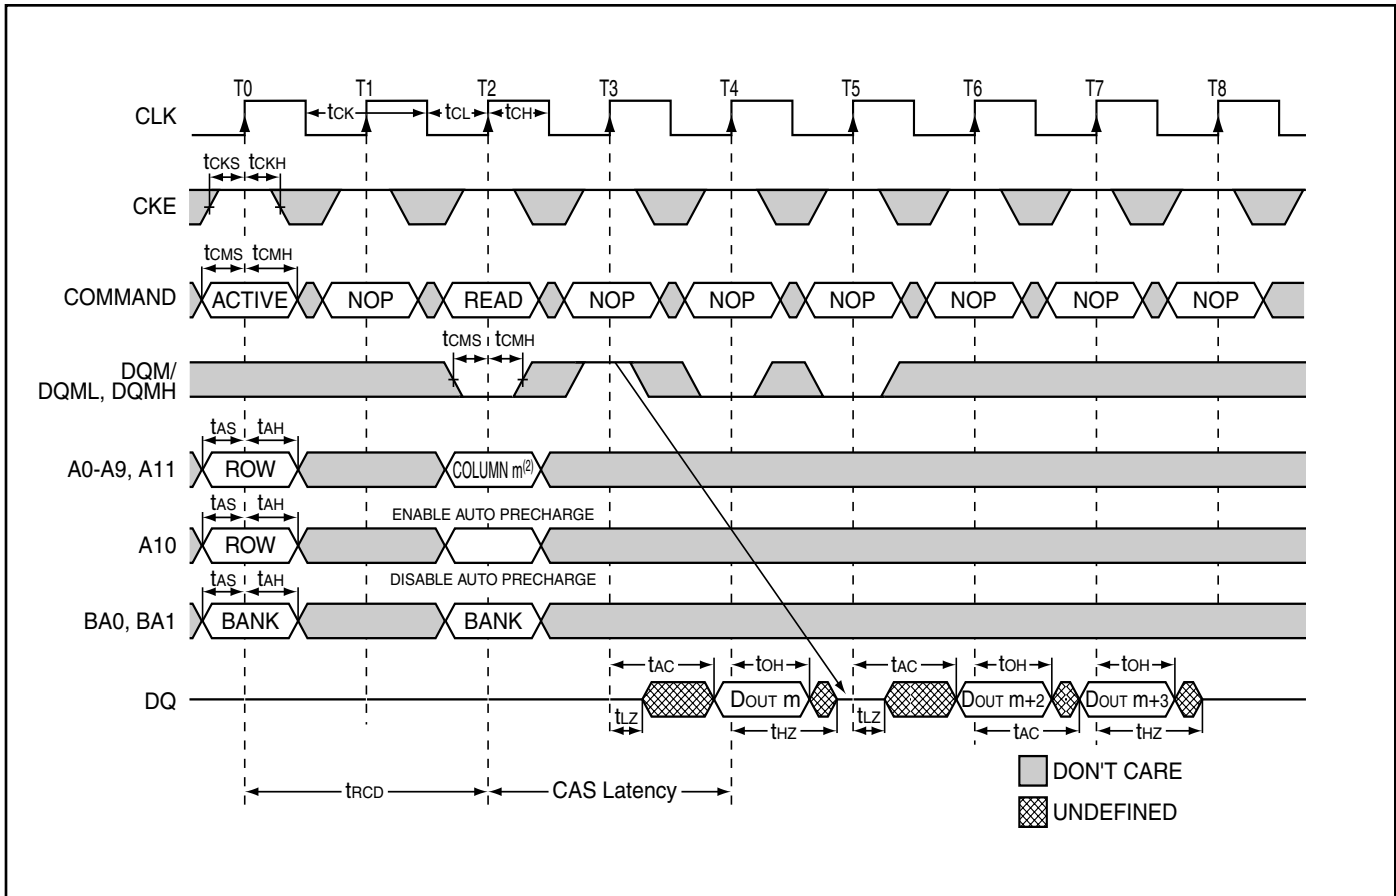 T0 T1 T2 T3 T4 T5 T6 T7 T8
CLK
tCK tCL tCH
tCKS tCKH
CKE
tCMS tCMH
COMMAND ACTIVE NOP READ NOP NOP NOP NOP NOP NOP
tCMS tCMH
DQM/
DQML, DQMH
tAS tAH
A0-A9, A11 ROW COLUMN m(2)
tAS tAH ENABLE AUTO PRECHARGE
A10 ROW
tAS tAH DISABLE AUTO PRECHARGE
BA0, BA1 BANK BANK
tAC tOH tAC tOH tOH
DQ DOUT m DOUT m+2 DOUT m+3
tLZ tHZ tLZ tAC tHZ
DON'T CARE
tRCD CAS Latency
UNDEFINED